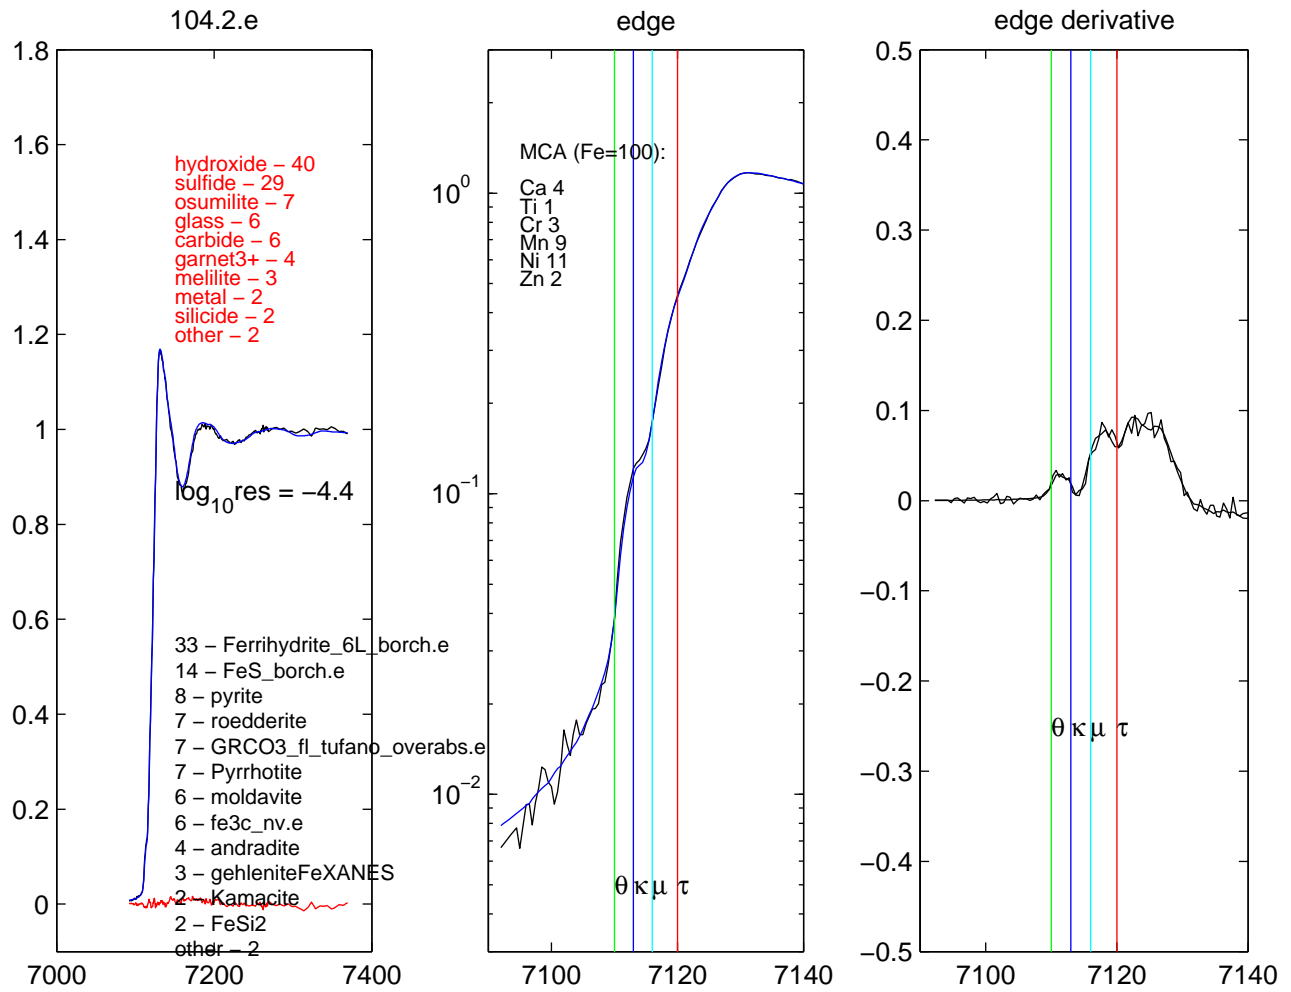 104.2.e
1.8
1.6
1.4
1.2
1
0.8
0.6
0.4
0.2
0
7000
7200
7400
hydroxide − 40
sulfide − 29
osumilite − 7
glass − 6
carbide − 6
garnet3+ − 4
melilite − 3
metal − 2
silicide − 2
other − 2
log10res = −4.4
33 − Ferrihydrite_6L_borch.e
14 − FeS_borch.e
8 − pyrite
7 − roedderite
7 − GRCO3_fl_tufano_overabs.e
7 − Pyrrhotite
6 − moldavite
6 − fe3c_nv.e
4 − andradite
3 − gehleniteFeXANES
2 − Kamacite
2 − FeSi2
other − 2
edge
MCA (Fe=100):
Ca 4
Ti 1
Cr 3
Mn 9
Ni 11
Zn 2
10^0
10^−1
10^−2
θ κ μ τ
7100
7120
7140
edge derivative
0.5
0.4
0.3
0.2
0.1
0
−0.1
−0.2
−0.3
−0.4
−0.5
θ κ μ τ
7100
7120
7140